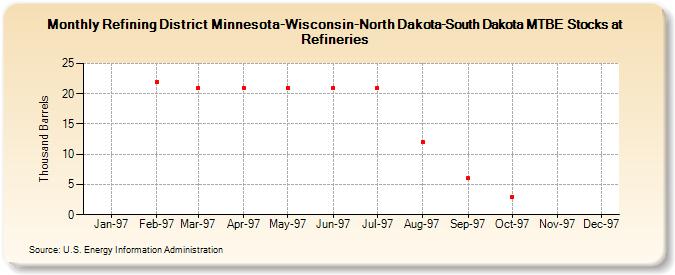 Monthly Refining District Minnesota-Wisconsin-North Dakota-South Dakota MTBE Stocks at
Refineries
Thousand Barrels
25
20
15
10
5
0
Jan-97 Feb-97 Mar-97 Apr-97 May-97 Jun-97 Jul-97 Aug-97 Sep-97 Oct-97 Nov-97 Dec-97
Source: U.S. Energy Information Administration